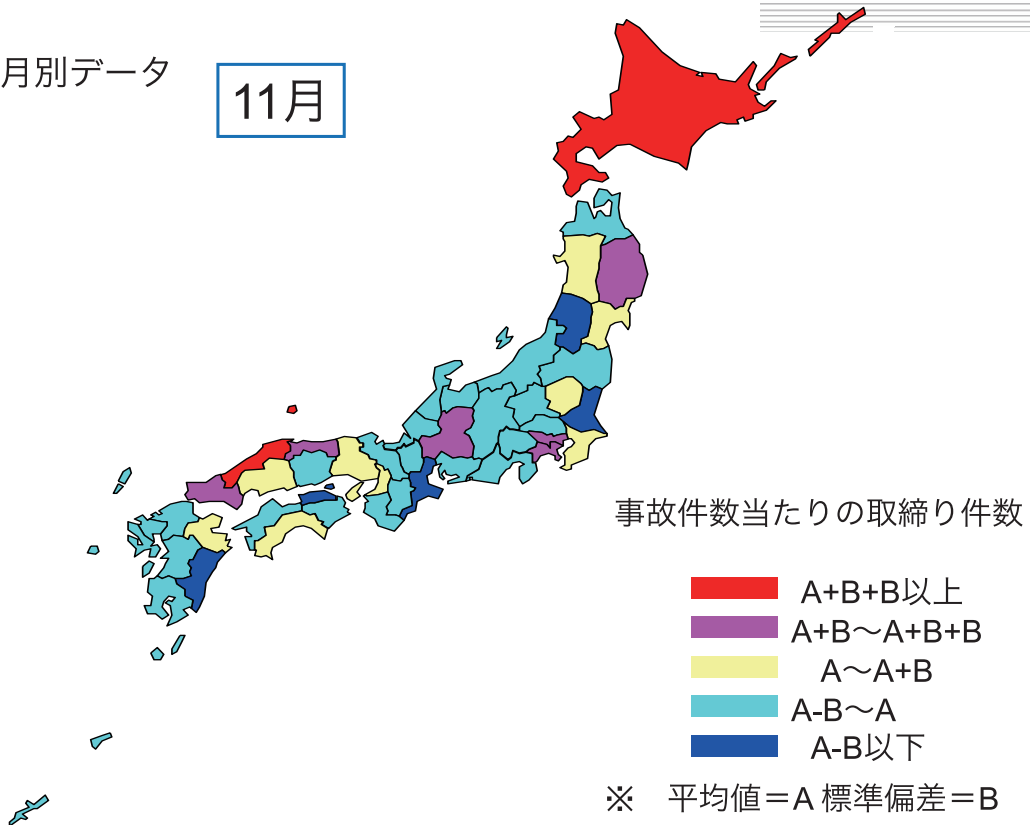 月別データ
11月
事故件数当たりの取締り件数
A+B+B以上
A+B～A+B+B
A～A+B
A-B～A
A-B以下
※ 平均値＝A 標準偏差＝B